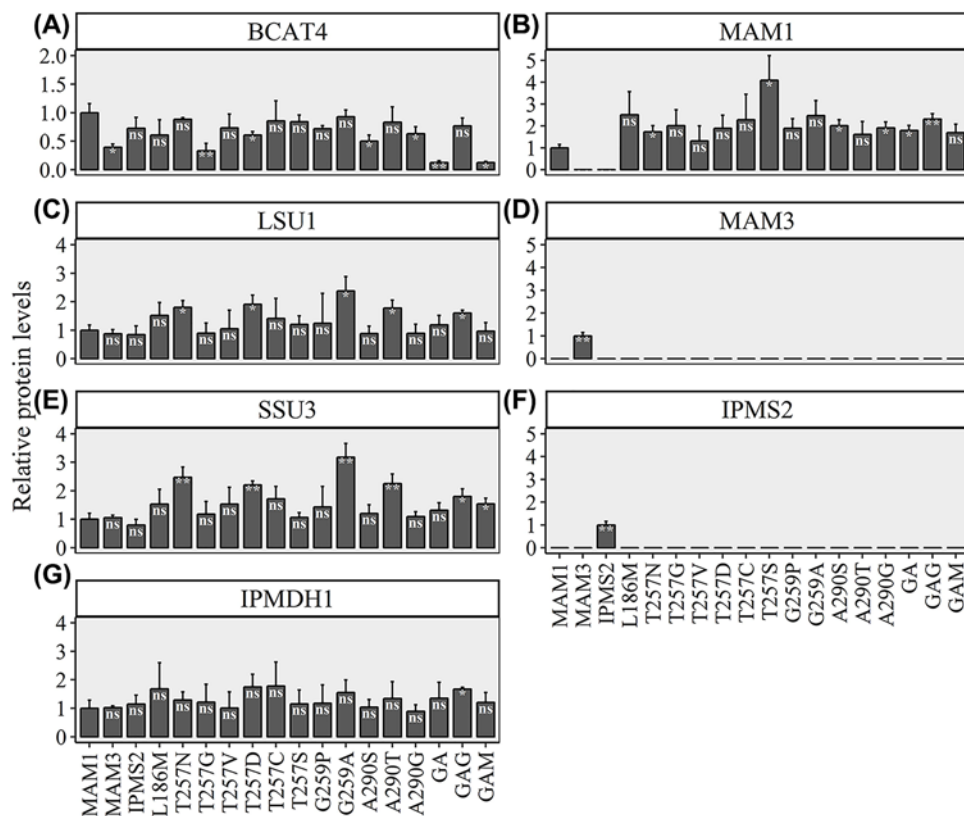 (A) BCAT4
2.0
1.5
1.0
0.5
0.0
ns ns ns ns ns ns ns ns ns ns ns
* ** * * * ** *
(B) MAM1
5
4
3
2
1
0
ns * ns ns ns ns * ns ns * ns * * ** ns
(C) LSU1
4
3
2
1
0
ns ns ns * ns ns * ns ns ns * ns * ns ns * ns
(D) MAM3
5
4
3
2
1
0
**
Relative protein levels
(E) SSU3
4
3
2
1
0
ns ns ns ** ns ns ** ns ns ns ** ns ** ns ns * *
(F) IPMS2
5
4
3
2
1
0
**
MAM1 MAM3 IPMS2 L186M T257N T257G T257V T257D T257C T257S G259P G259A A290S A290T A290G GA GAG GAM
(G) IPMDH1
4
3
2
1
0
ns ns ns ns ns ns ns ns ns ns ns ns ns ns ns * ns
MAM1 MAM3 IPMS2 L186M T257N T257G T257V T257D T257C T257S G259P G259A A290S A290T A290G GA GAG GAM